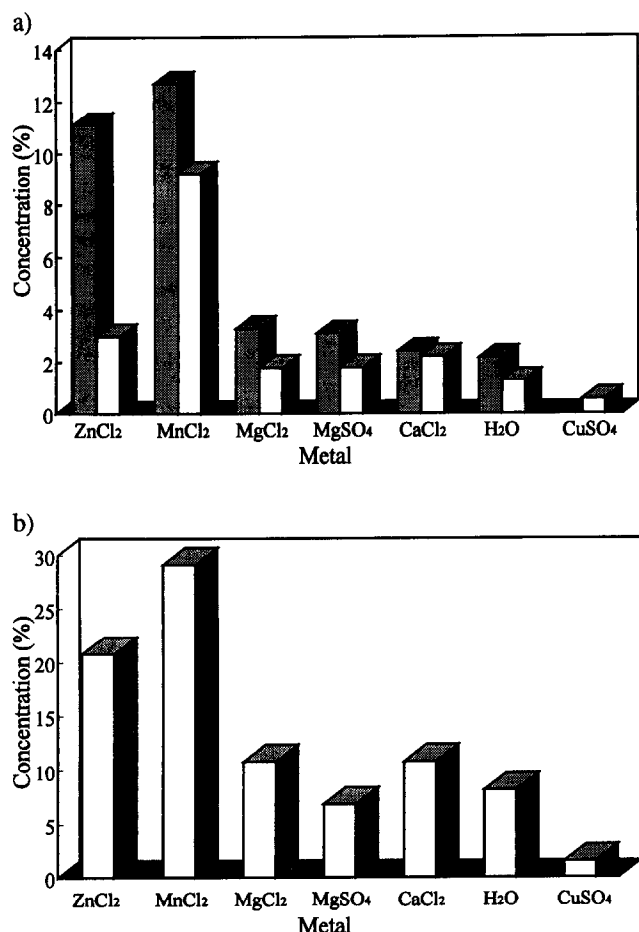 a)
14
12
10
8
6
4
2
0
Concentration (%)
ZnCl₂ MnCl₂ MgCl₂ MgSO₄ CaCl₂ H₂O CuSO₄
Metal
b)
30
25
20
15
10
5
0
Concentration (%)
ZnCl₂ MnCl₂ MgCl₂ MgSO₄ CaCl₂ H₂O CuSO₄
Metal